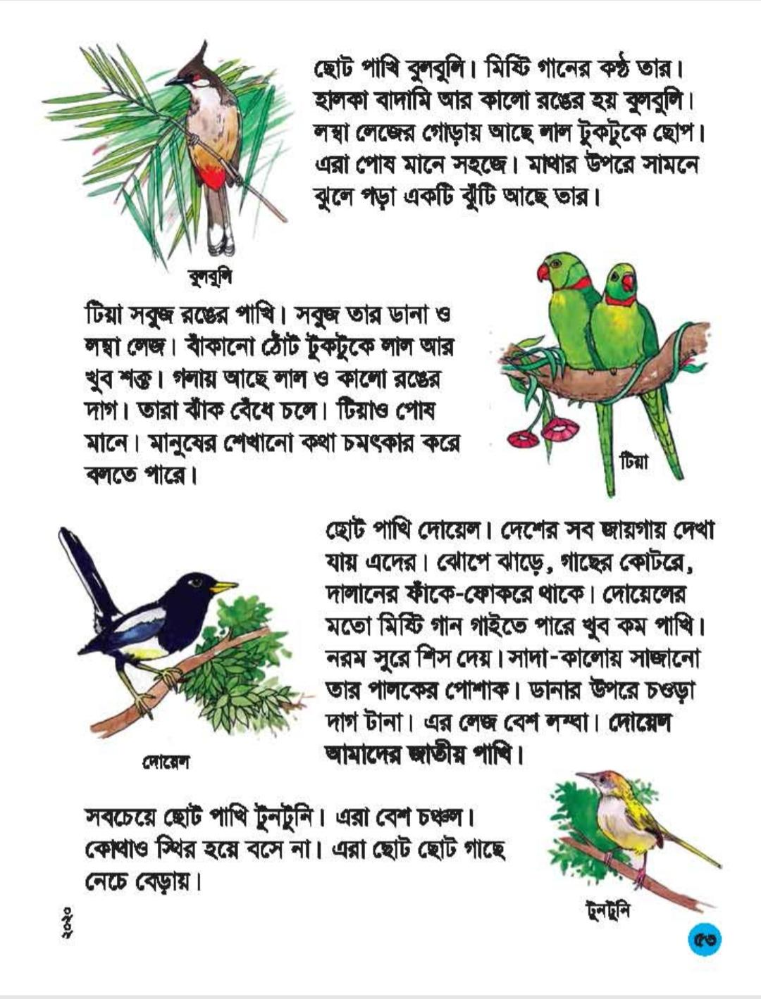 ছোট পাখি বুলবুলি। মিষ্টি গানের কণ্ঠ তার।
হালকা বাদামি আর কালো রঙের হয় বুলবুলি।
লম্বা লেজের গোড়ায় আছে লাল টুকটুকে ছোপ।
এরা পোষ মানে সহজে। মাথার উপরে সামনে
ঝুলে পড়া একটি ঝুঁটি আছে তার।
বুলবুলি
টিয়া সবুজ রঙের পাখি। সবুজ তার ডানা ও
লম্বা লেজ। বাঁকানো ঠোঁট টুকটুকে লাল আর
খুব শক্ত। গলায় আছে লাল ও কালো রঙের
দাগ। তারা ঝাঁক বেঁধে চলে। টিয়াও পোষ
মানে। মানুষের শেখানো কথা চমৎকার করে
বলতে পারে।
টিয়া
ছোট পাখি দোয়েল। দেশের সব জায়গায় দেখা
যায় এদের। ঝোপে ঝাড়ে, গাছের কোটরে,
দালানের ফাঁকে-ফোকরে থাকে। দোয়েলের
মতো মিষ্টি গান গাইতে পারে খুব কম পাখি।
নরম সুরে শিস দেয়। সাদা-কালোয় সাজানো
তার পালকের পোশাক। ডানার উপরে চওড়া
দাগ টানা। এর লেজ বেশ লম্বা। দোয়েল
আমাদের জাতীয় পাখি।
দোয়েল
সবচেয়ে ছোট পাখি টুনটুনি। এরা বেশ চঞ্চল।
কোথাও স্থির হয়ে বসে না। এরা ছোট ছোট গাছে
নেচে বেড়ায়।
টুনটুনি
২০২০
৫৩